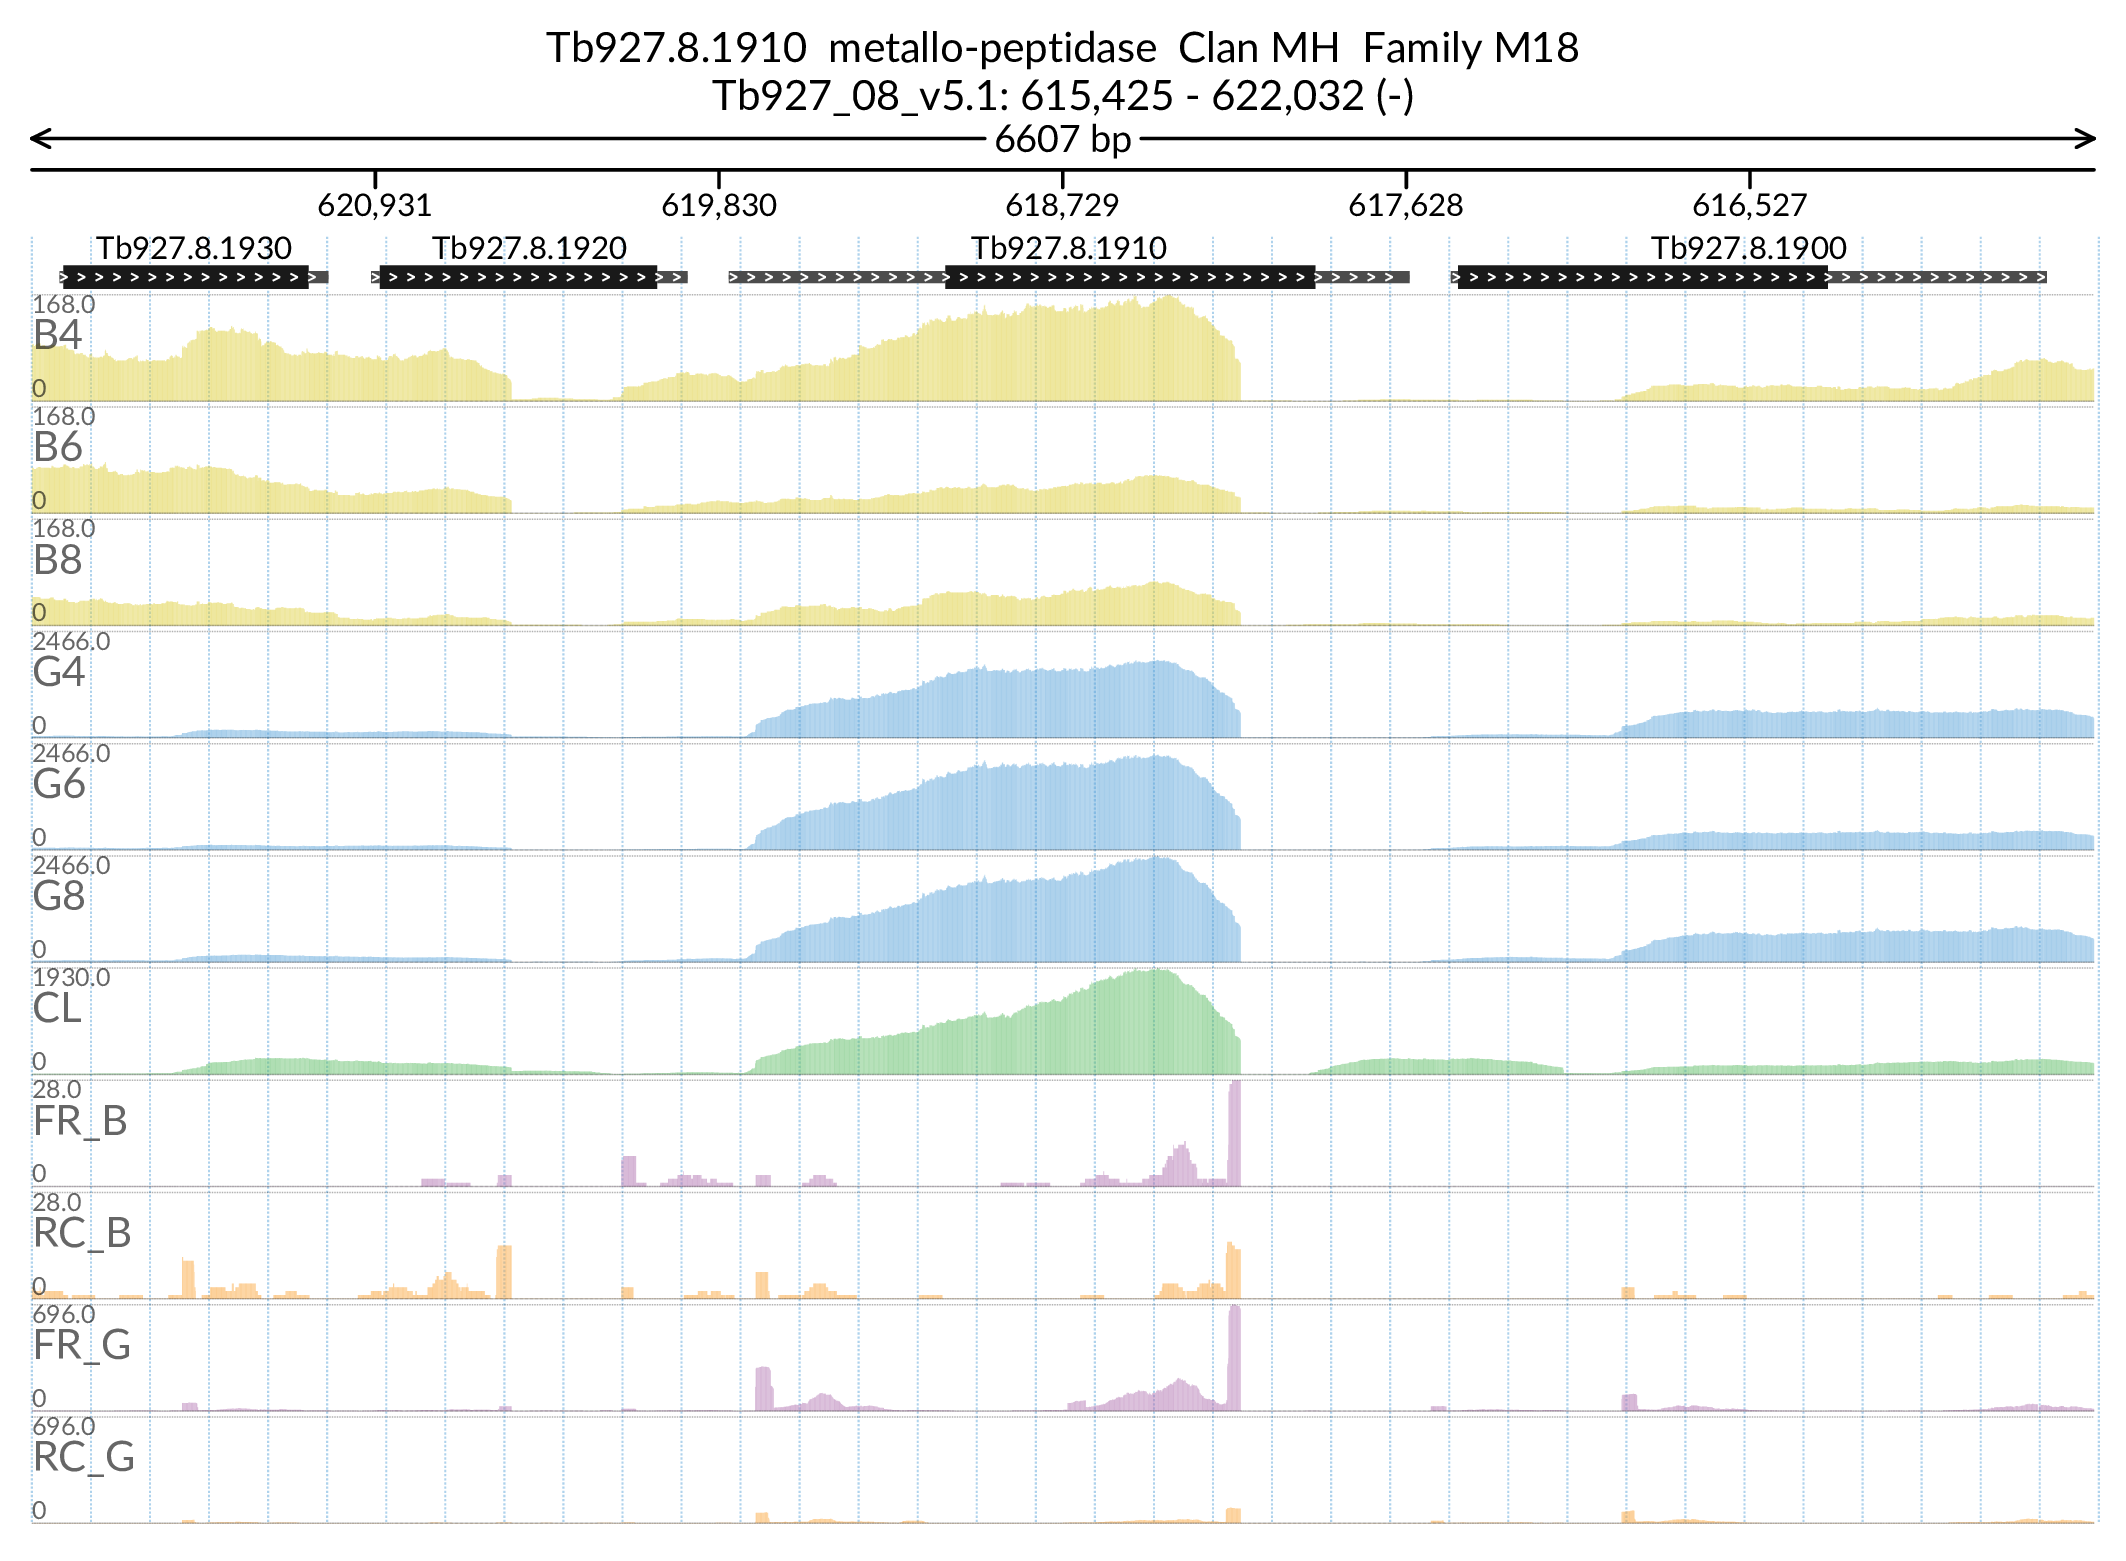 Tb927.8.1910 metallo-peptidase Clan MH Family M18
Tb927_08_v5.1: 615,425 - 622,032 (-)
6607 bp
620,931 619,830 618,729 617,628 616,527
Tb927.8.1930 Tb927.8.1920 Tb927.8.1910 Tb927.8.1900
168.0
B4
0
168.0
B6
0
168.0
B8
0
2466.0
G4
0
2466.0
G6
0
2466.0
G8
0
1930.0
CL
0
28.0
FR_B
0
28.0
RC_B
0
696.0
FR_G
0
696.0
RC_G
0